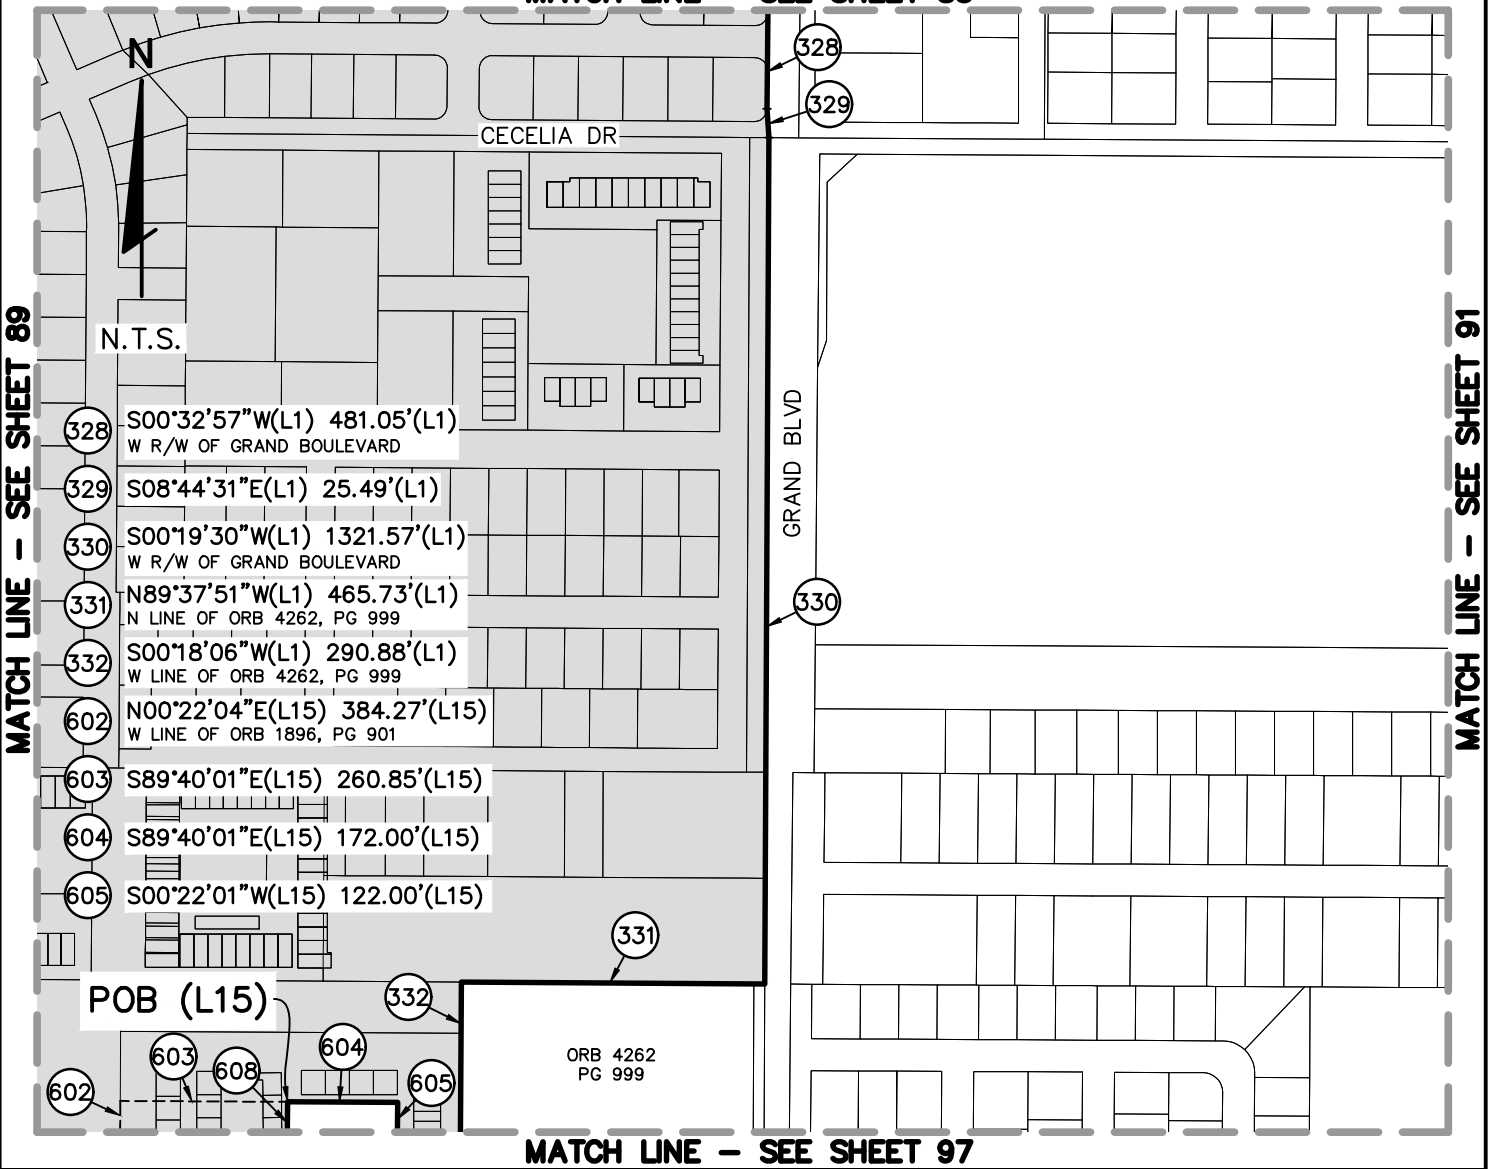 N
328
329
CECELIA DR
N.T.S.
MATCH LINE - SEE SHEET 89
MATCH LINE - SEE SHEET 91
GRAND BLVD
328 S00°32'57"W(L1) 481.05'(L1)
W R/W OF GRAND BOULEVARD
329 S08°44'31"E(L1) 25.49'(L1)
330 S00°19'30"W(L1) 1321.57'(L1)
W R/W OF GRAND BOULEVARD
330
331 N89°37'51"W(L1) 465.73'(L1)
N LINE OF ORB 4262, PG 999
332 S00°18'06"W(L1) 290.88'(L1)
W LINE OF ORB 4262, PG 999
602 N00°22'04"E(L15) 384.27'(L15)
W LINE OF ORB 1896, PG 901
603 S89°40'01"E(L15) 260.85'(L15)
604 S89°40'01"E(L15) 172.00'(L15)
605 S00°22'01"W(L15) 122.00'(L15)
331
POB (L15)
332
604
603
608
605
602
ORB 4262
PG 999
MATCH LINE - SEE SHEET 97